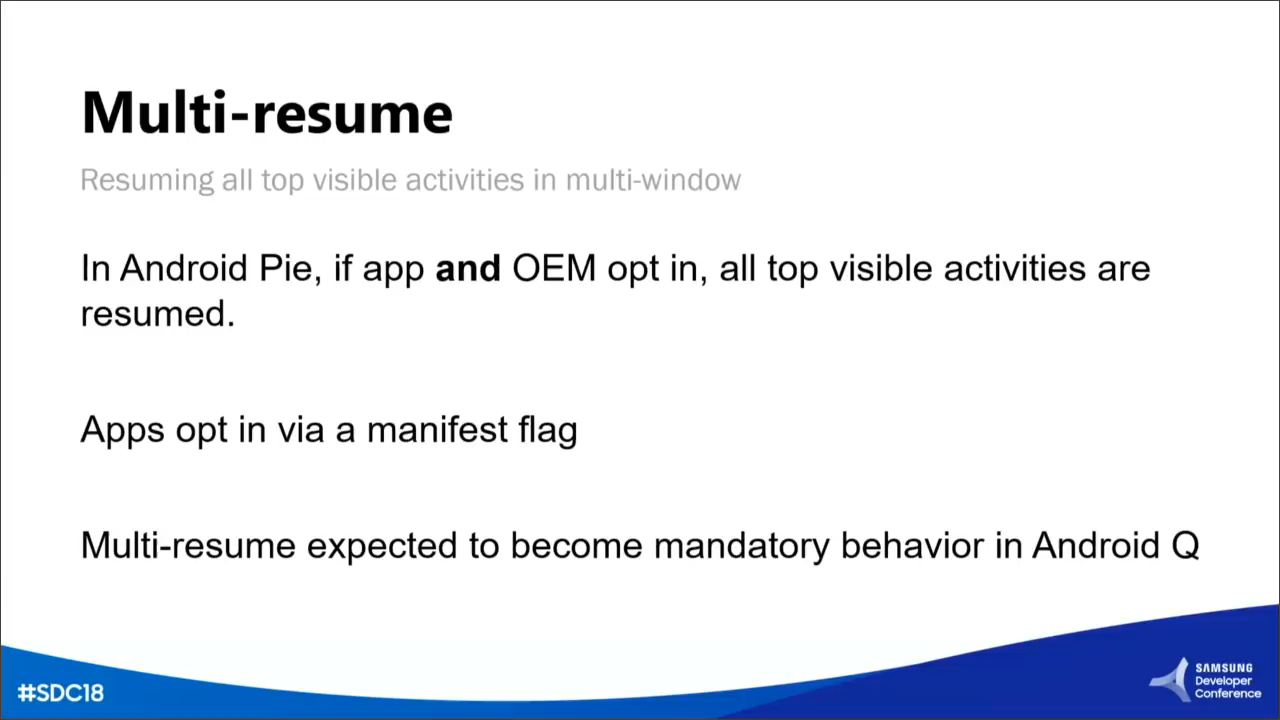 Multi-resume
Resuming all top visible activities in multi-window
In Android Pie, if app and OEM opt in, all top visible activities are
resumed.
Apps opt in via a manifest flag
Multi-resume expected to become mandatory behavior in Android Q
#SDC18
SAMSUNG
Developer
Conference